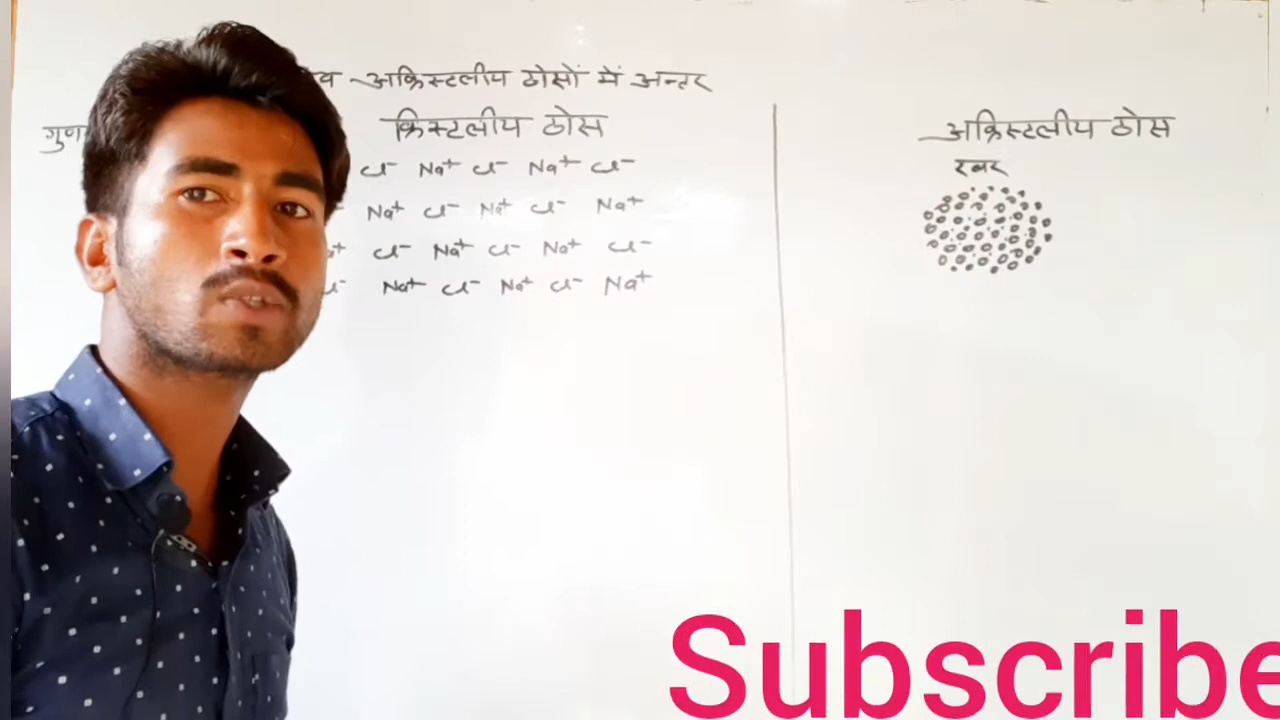 व अक्रिस्टलीय ठोसों में अन्तर
गुण
क्रिस्टलीय ठोस
अक्रिस्टलीय ठोस
Cl⁻ Na⁺ Cl⁻ Na⁺ Cl⁻
रबर
Na⁺ Cl⁻ Na⁺ Cl⁻ Na⁺
Cl⁻ Na⁺ Cl⁻ Na⁺ Cl⁻
Na⁺ Cl⁻ Na⁺ Cl⁻ Na⁺
Subscribe